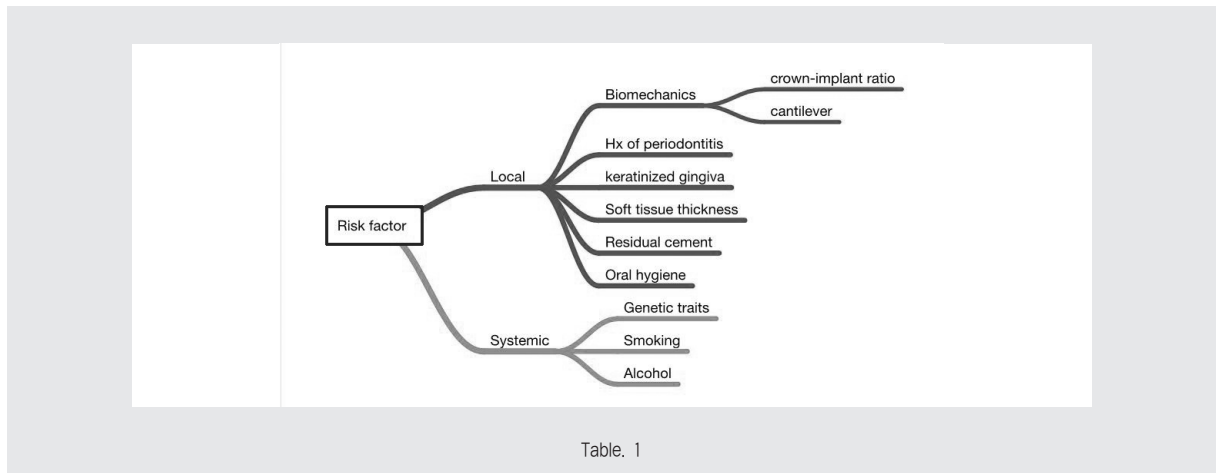 Risk factor
Local
Biomechanics
crown-implant ratio
cantilever
Hx of periodontitis
keratinized gingiva
Soft tissue thickness
Residual cement
Oral hygiene
Systemic
Genetic traits
Smoking
Alcohol
Table. 1